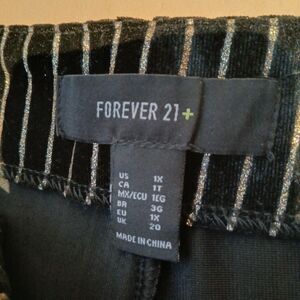 FOREVER 21+
US 1X
CA 1T
MX/ECU 1EG
BR 3G
EU 1X
UK 20
MADE IN CHINA